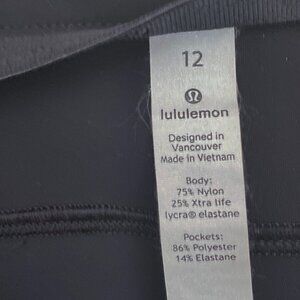 12
lululemon
Designed in
Vancouver
Made in Vietnam
Body:
75% Nylon
25% Xtra life
lycra® elastane
Pockets:
86% Polyester
14% Elastane